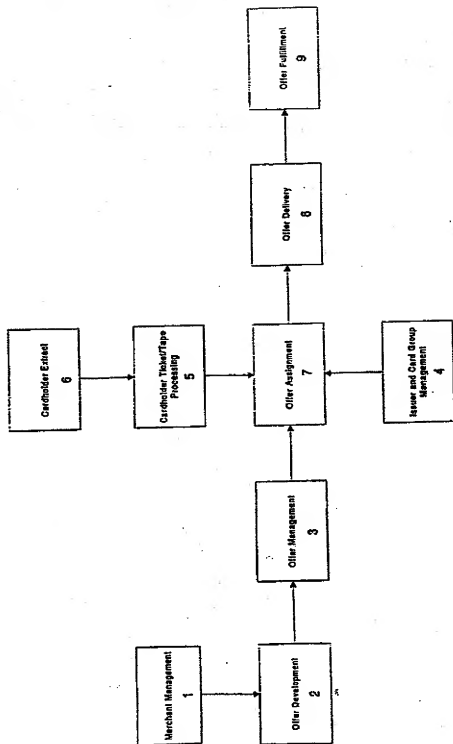 Merchant Management
1
Offer Development
2
Offer Management
3
Cardholder Extract
6
Cardholder Ticket/Tape
Processing
5
Offer Assignment
7
Issuer and Card Group
Management
4
Offer Delivery
8
Offer Fulfillment
9